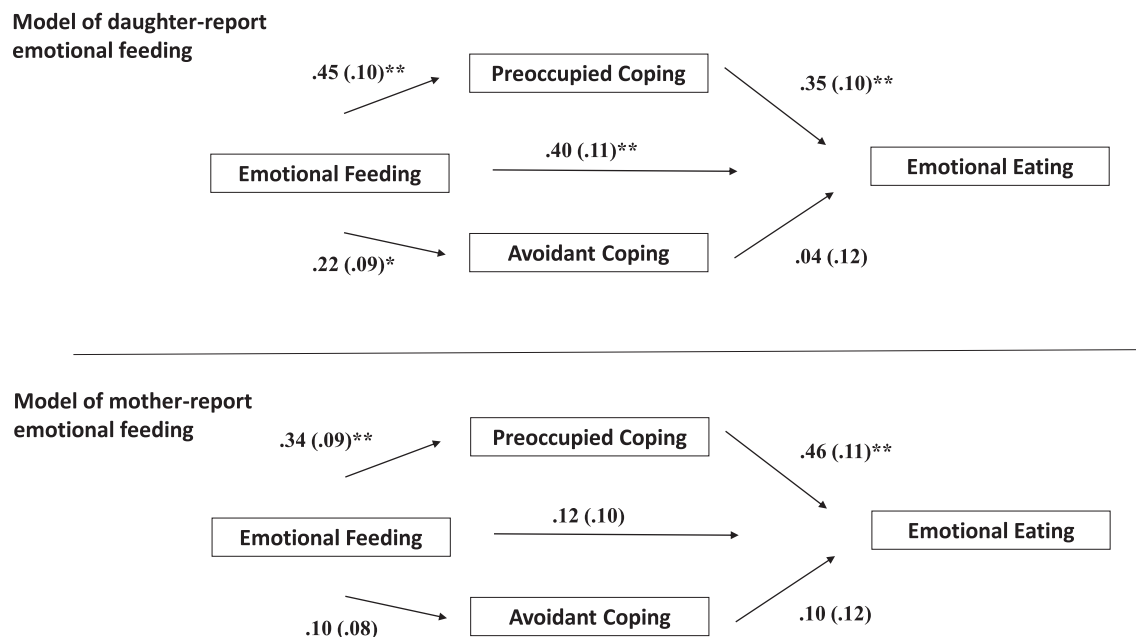 Model of daughter-report
emotional feeding
.45 (.10)**
Preoccupied Coping
.35 (.10)**
.40 (.11)**
Emotional Feeding
Emotional Eating
Avoidant Coping
.22 (.09)*
.04 (.12)
Model of mother-report
emotional feeding
.34 (.09)**
Preoccupied Coping
.46 (.11)**
.12 (.10)
Emotional Feeding
Emotional Eating
Avoidant Coping
.10 (.08)
.10 (.12)